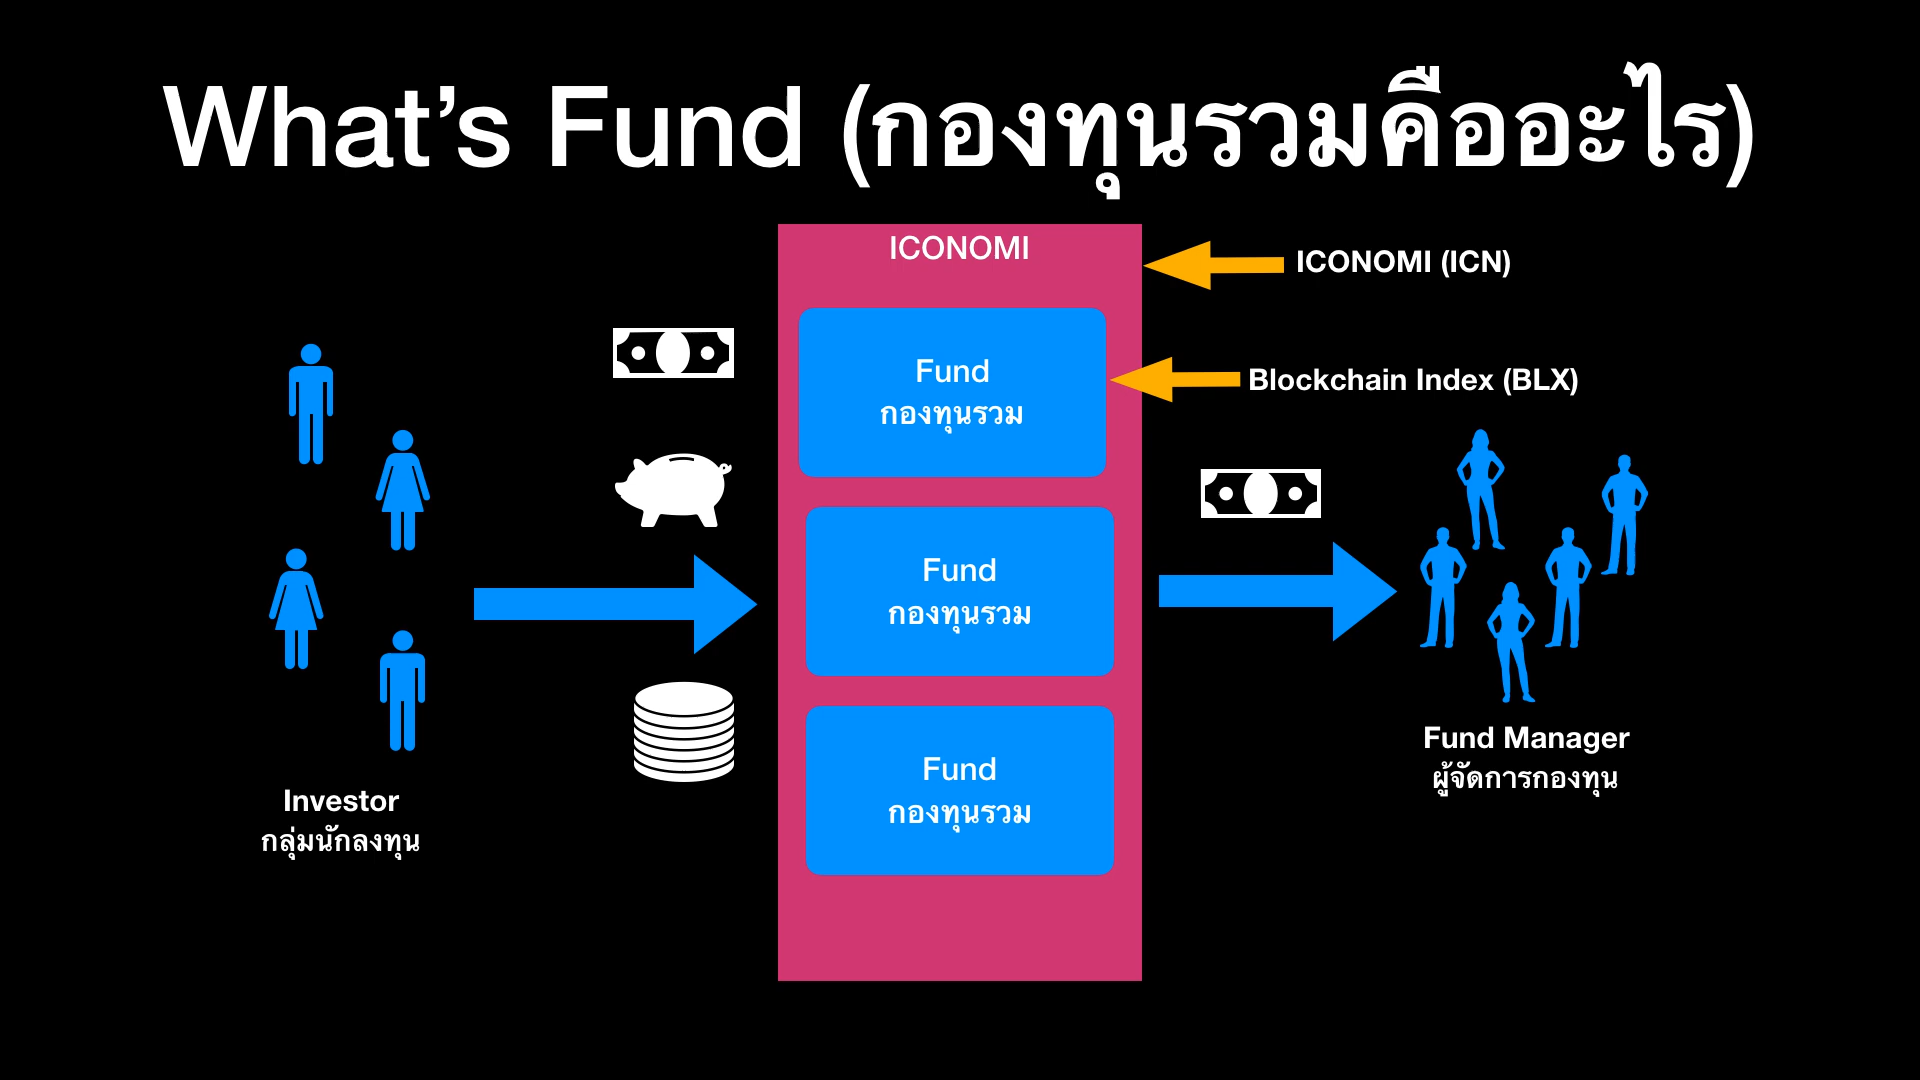 What’s Fund (กองทุนรวมคืออะไร)
ICONOMI
ICONOMI (ICN)
Fund
กองทุนรวม
Blockchain Index (BLX)
Fund
กองทุนรวม
Fund
กองทุนรวม
Investor
กลุ่มนักลงทุน
Fund Manager
ผู้จัดการกองทุน